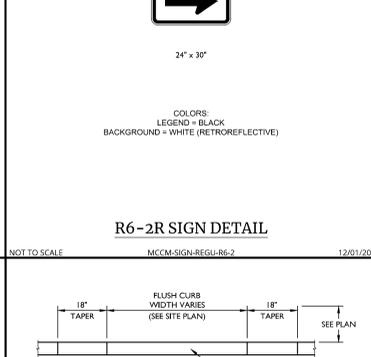 24" x 30"
COLORS:
LEGEND = BLACK
BACKGROUND = WHITE (RETROREFLECTIVE)
R6-2R SIGN DETAIL
NOT TO SCALE MCCM-SIGN-REGU-R6-2 12/01/20
FLUSH CURB
18" WIDTH VARIES 18"
TAPER (SEE SITE PLAN) TAPER
SEE PLAN